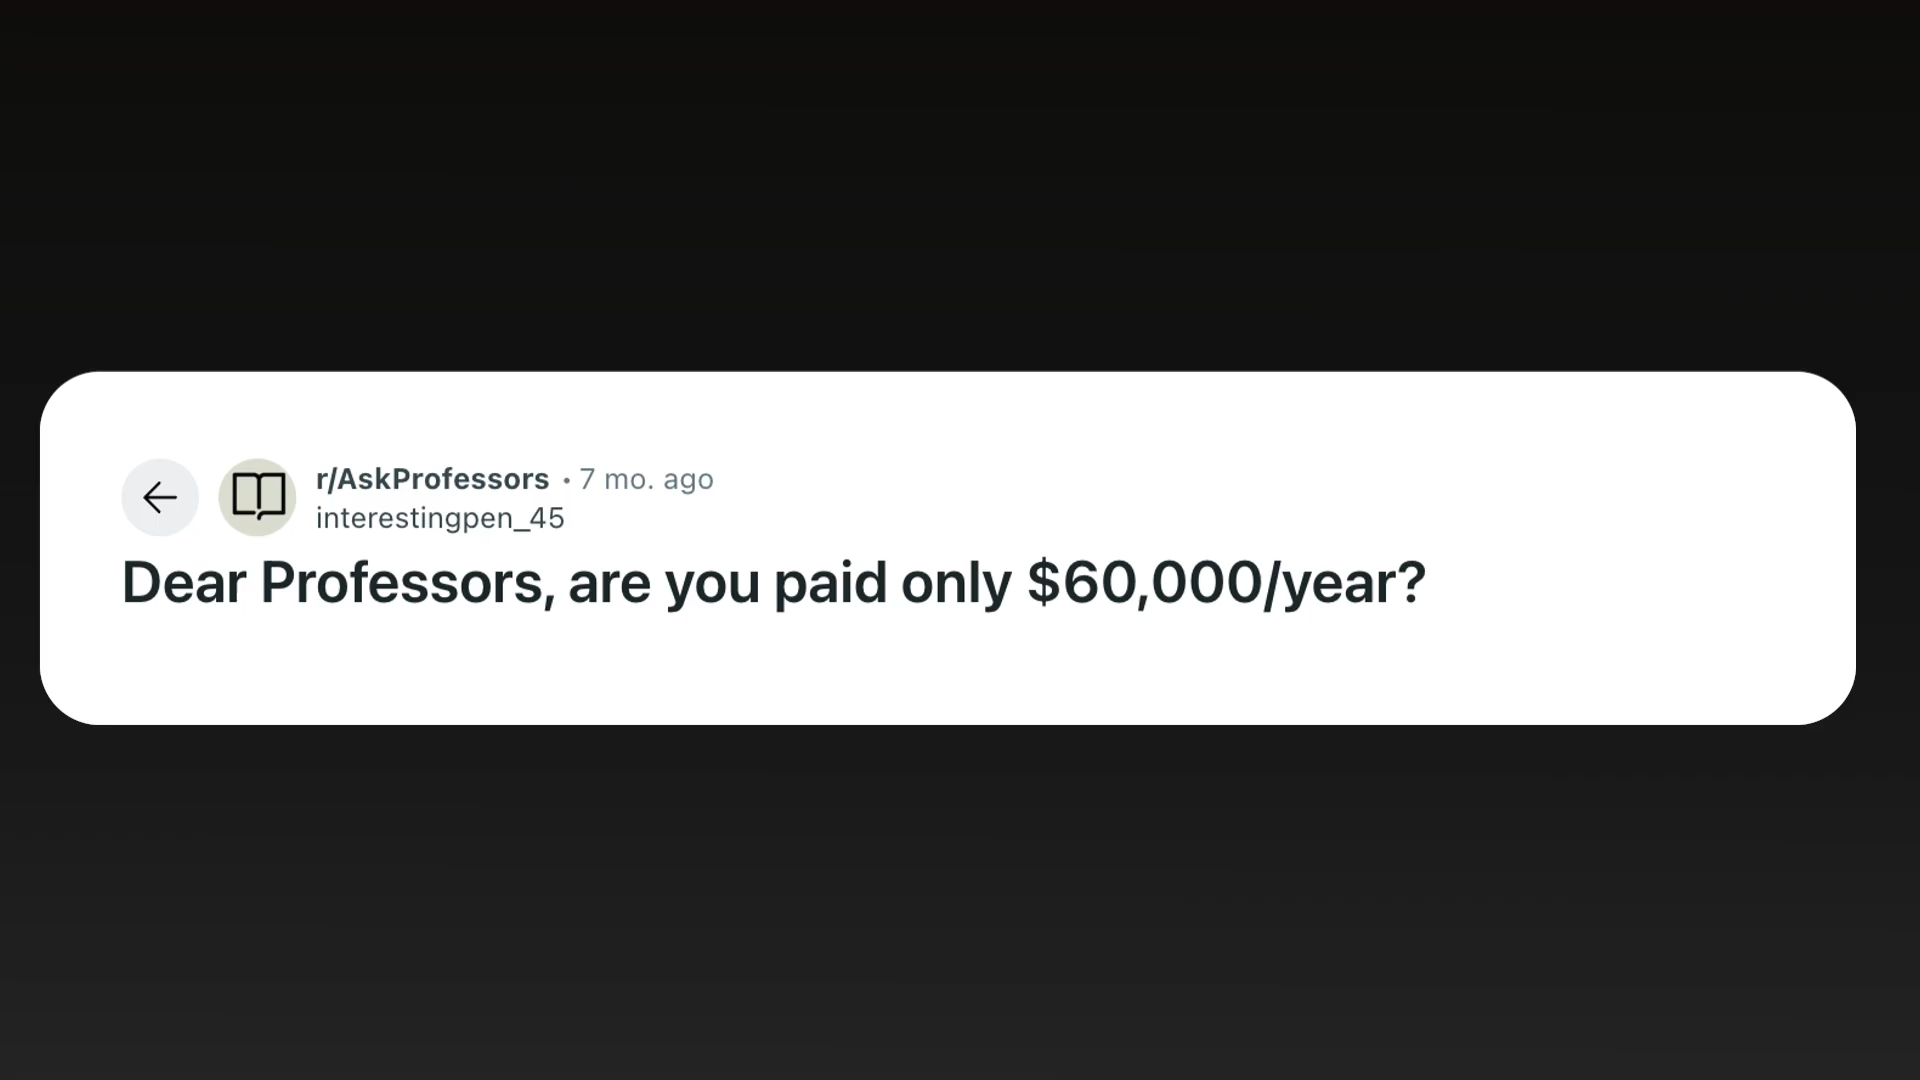 r/AskProfessors • 7 mo. ago
interestingpen_45
Dear Professors, are you paid only $60,000/year?